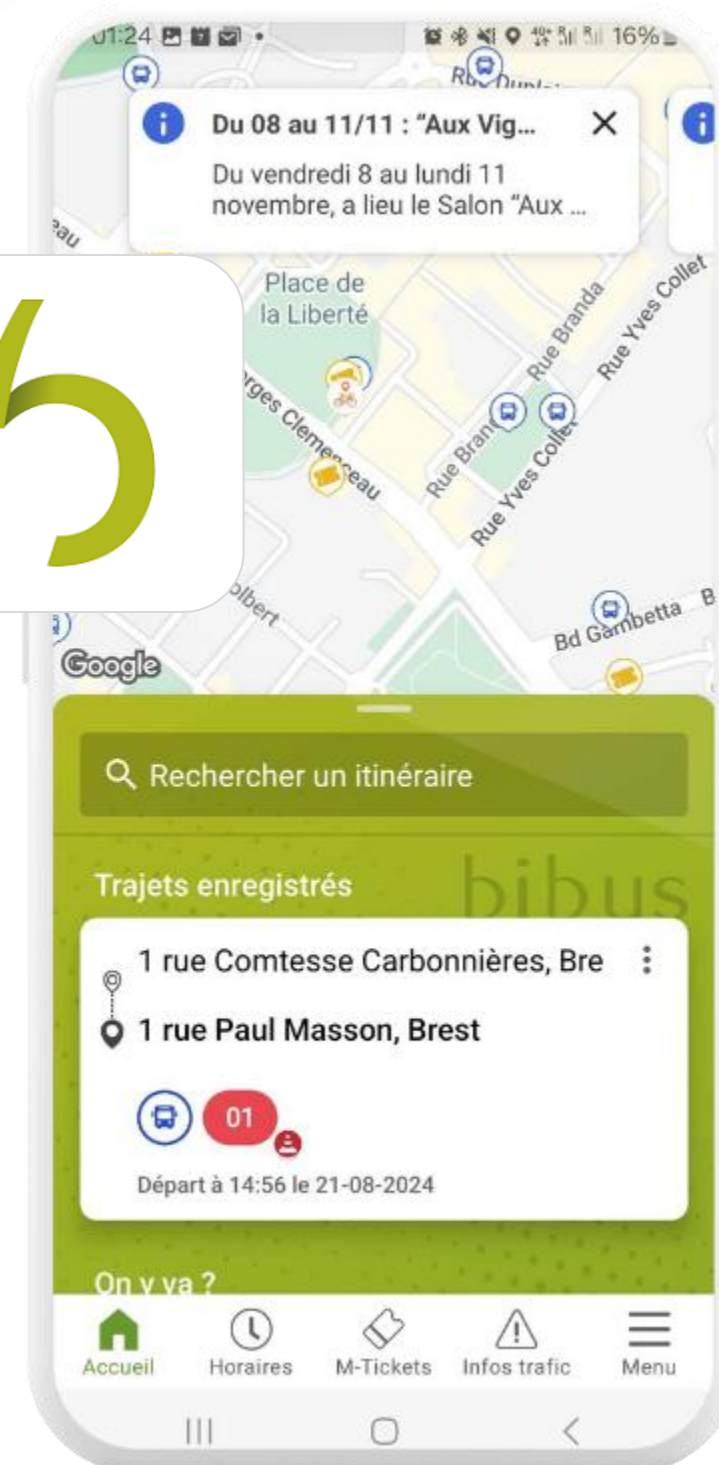 01:24
16%
Du 08 au 11/11 : "Aux Vig...
Du vendredi 8 au lundi 11
novembre, a lieu le Salon "Aux ...
Place de
la Liberté
Rue Branda
Rue Yves Collet
Clemenceau
Rue Yves Collet
Bd Gambetta
Google
Rechercher un itinéraire
bibus
Trajets enregistrés
1 rue Comtesse Carbonnières, Bre
1 rue Paul Masson, Brest
01
Départ à 14:56 le 21-08-2024
On y va ?
Accueil
Horaires
M-Tickets
Infos trafic
Menu